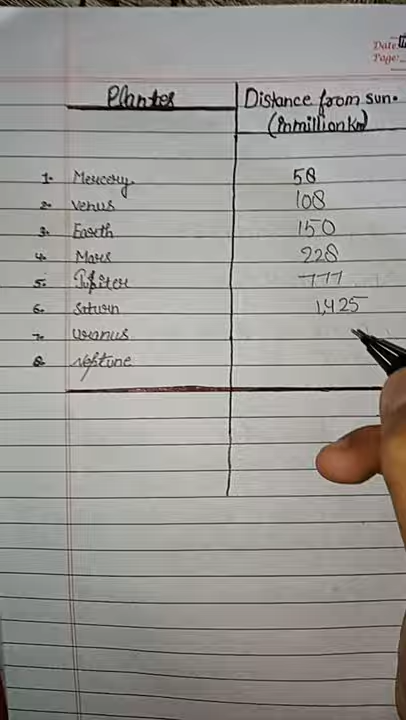 Date:
Page:
Plantes Distance from sun.
(In million Km)
1. Mercery 58
2. Venus 108
3. Earth 150
4. Mars 228
5. Jupiter 777
6. Saturn 1,425
7. Uranus
8. Neptune